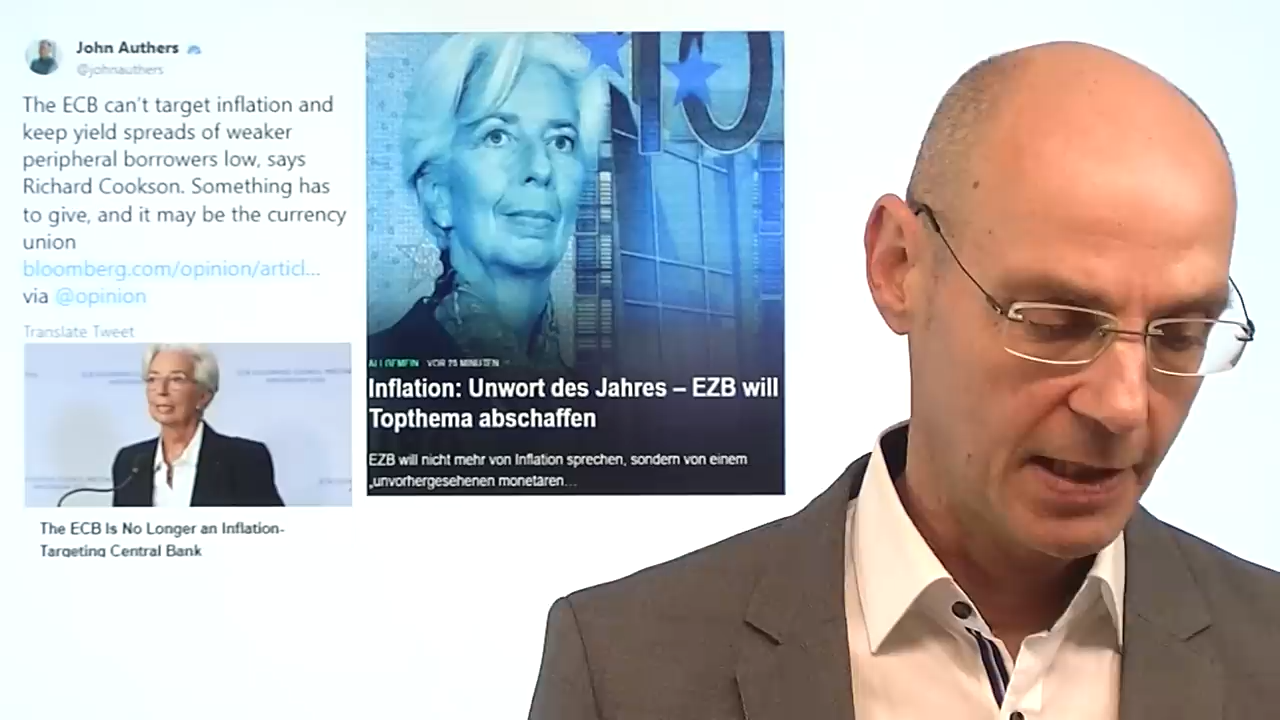 John Authers
@johnauthers
The ECB can't target inflation and
keep yield spreads of weaker
peripheral borrowers low, says
Richard Cookson. Something has
to give, and it may be the currency
union
bloomberg.com/opinion/articl...
via @opinion
Translate Tweet
The ECB Is No Longer an Inflation-
Targeting Central Bank
10
ALLGEMEIN VOR 25 MINUTEN
Inflation: Unwort des Jahres – EZB will
Topthema abschaffen
EZB will nicht mehr von Inflation sprechen, sondern von einem
„unvorhergesehenen monetären...